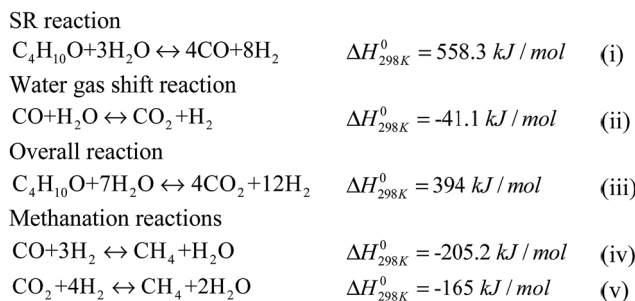 SR reaction
C₄H₁₀O+3H₂O↔4CO+8H₂ ΔH⁰₂₉₈K = 558.3 kJ / mol (i)
Water gas shift reaction
CO+H₂O↔CO₂+H₂ ΔH⁰₂₉₈K = -41.1 kJ / mol (ii)
Overall reaction
C₄H₁₀O+7H₂O↔4CO₂+12H₂ ΔH⁰₂₉₈K = 394 kJ / mol (iii)
Methanation reactions
CO+3H₂↔CH₄+H₂O ΔH⁰₂₉₈K = -205.2 kJ / mol (iv)
CO₂+4H₂↔CH₄+2H₂O ΔH⁰₂₉₈K = -165 kJ / mol (v)